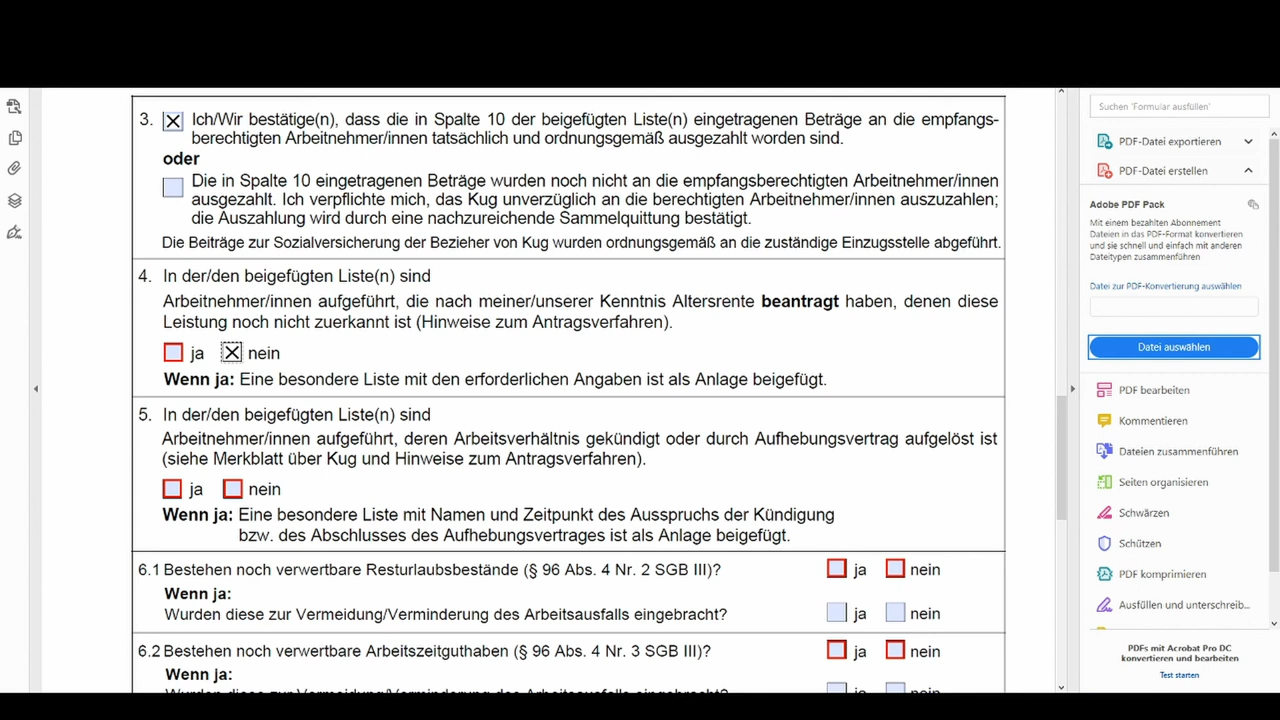 3. Ich/Wir bestätige(n), dass die in Spalte 10 der beigefügten Liste(n) eingetragenen Beträge an die empfangs-
berechtigten Arbeitnehmer/innen tatsächlich und ordnungsgemäß ausgezahlt worden sind.
oder
Die in Spalte 10 eingetragenen Beträge wurden noch nicht an die empfangsberechtigten Arbeitnehmer/innen
ausgezahlt. Ich verpflichte mich, das Kug unverzüglich an die berechtigten Arbeitnehmer/innen auszuzahlen;
die Auszahlung wird durch eine nachzureichende Sammelquittung bestätigt.
Die Beiträge zur Sozialversicherung der Bezieher von Kug wurden ordnungsgemäß an die zuständige Einzugsstelle abgeführt.
4. In der/den beigefügten Liste(n) sind
Arbeitnehmer/innen aufgeführt, die nach meiner/unserer Kenntnis Altersrente beantragt haben, denen diese
Leistung noch nicht zuerkannt ist (Hinweise zum Antragsverfahren).
ja nein
Wenn ja: Eine besondere Liste mit den erforderlichen Angaben ist als Anlage beigefügt.
5. In der/den beigefügten Liste(n) sind
Arbeitnehmer/innen aufgeführt, deren Arbeitsverhältnis gekündigt oder durch Aufhebungsvertrag aufgelöst ist
(siehe Merkblatt über Kug und Hinweise zum Antragsverfahren).
ja nein
Wenn ja: Eine besondere Liste mit Namen und Zeitpunkt des Ausspruchs der Kündigung
bzw. des Abschlusses des Aufhebungsvertrages ist als Anlage beigefügt.
6.1 Bestehen noch verwertbare Resturlaubsbestände (§ 96 Abs. 4 Nr. 2 SGB III)? ja nein
Wenn ja:
Wurden diese zur Vermeidung/Verminderung des Arbeitsausfalls eingebracht? ja nein
6.2 Bestehen noch verwertbare Arbeitszeitguthaben (§ 96 Abs. 4 Nr. 3 SGB III)? ja nein
Wenn ja:
Wurden diese zur Vermeidung/Verminderung des Arbeitsausfalls eingebracht? ja nein
Suchen 'Formular ausfüllen'
PDF-Datei exportieren
PDF-Datei erstellen
Adobe PDF Pack
Mit einem bezahlten Abonnement
Dateien in das PDF-Format konvertieren
und sie schnell und einfach mit anderen
Dateitypen zusammenführen
Datei zur PDF-Konvertierung auswählen
Datei auswählen
PDF bearbeiten
Kommentieren
Dateien zusammenführen
Seiten organisieren
Schwärzen
Schützen
PDF komprimieren
Ausfüllen und unterschreib...
PDFs mit Acrobat Pro DC
konvertieren und bearbeiten
Test starten